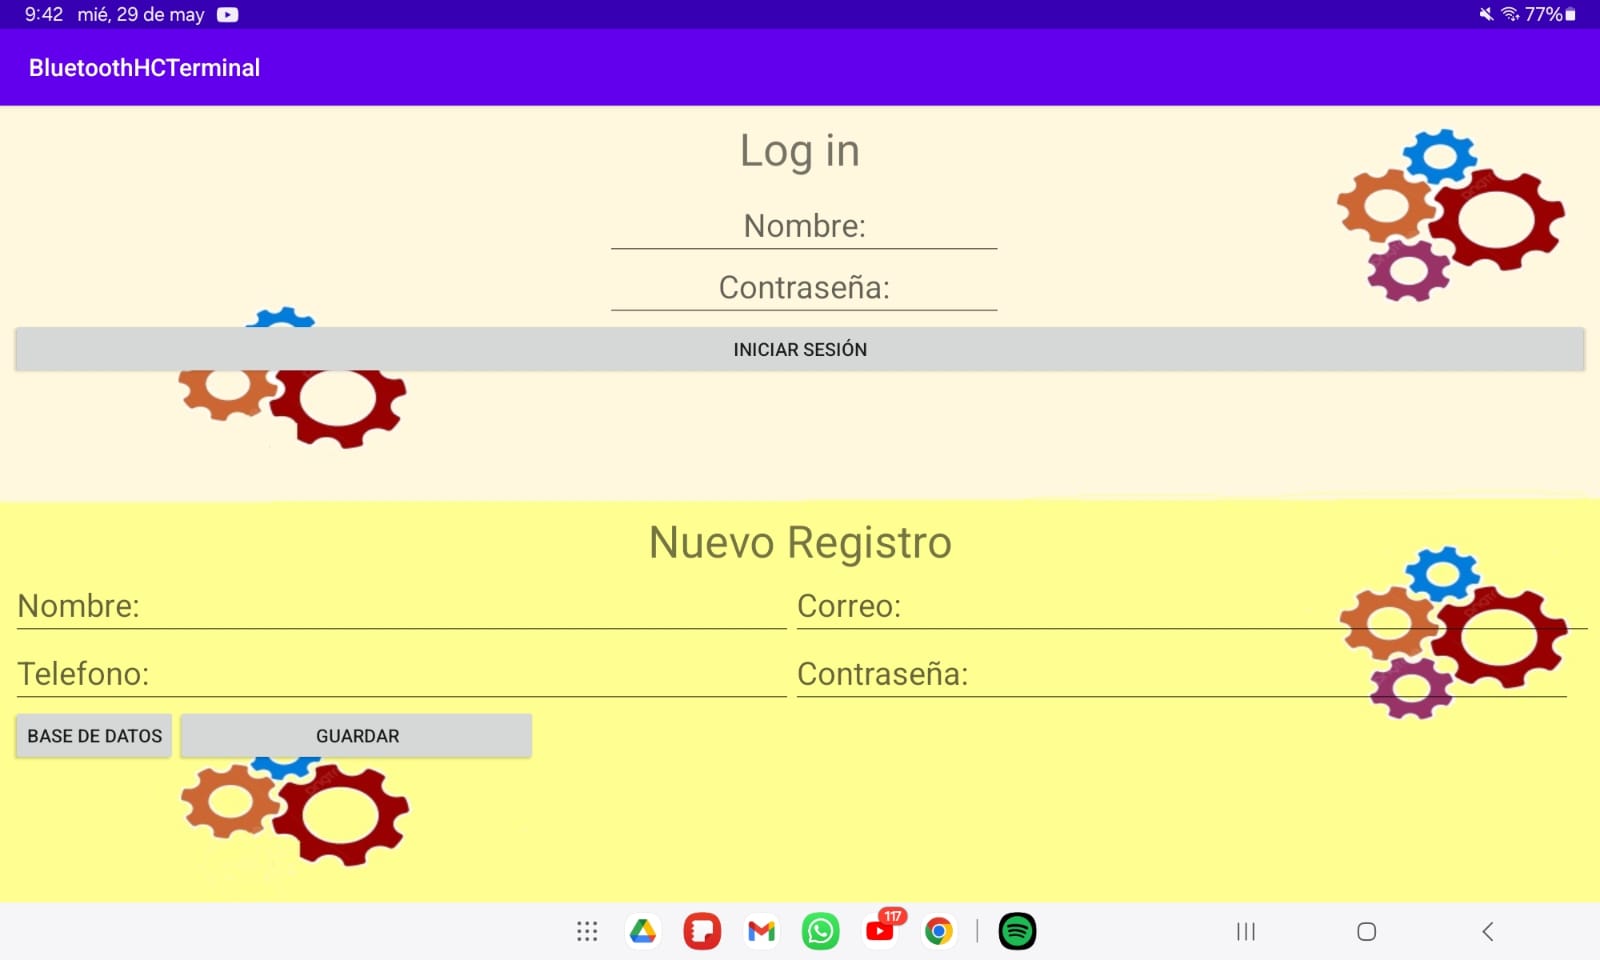 9:42 mié, 29 de may 77%
BluetoothHCTerminal
Log in
Nombre:
Contraseña:
INICIAR SESIÓN
Nuevo Registro
Nombre: Correo:
Telefono: Contraseña:
BASE DE DATOS GUARDAR
117